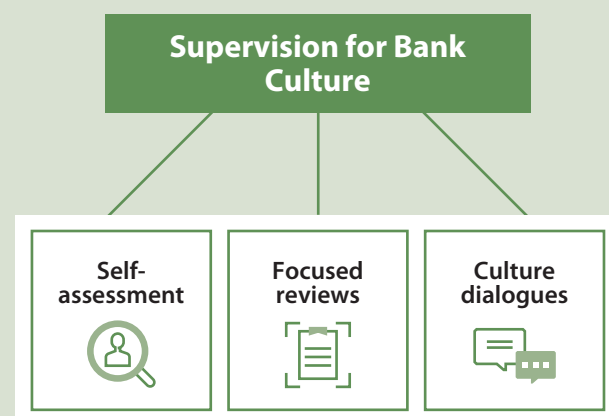 Supervision for Bank
Culture
Self-
assessment
Focused
reviews
Culture
dialogues